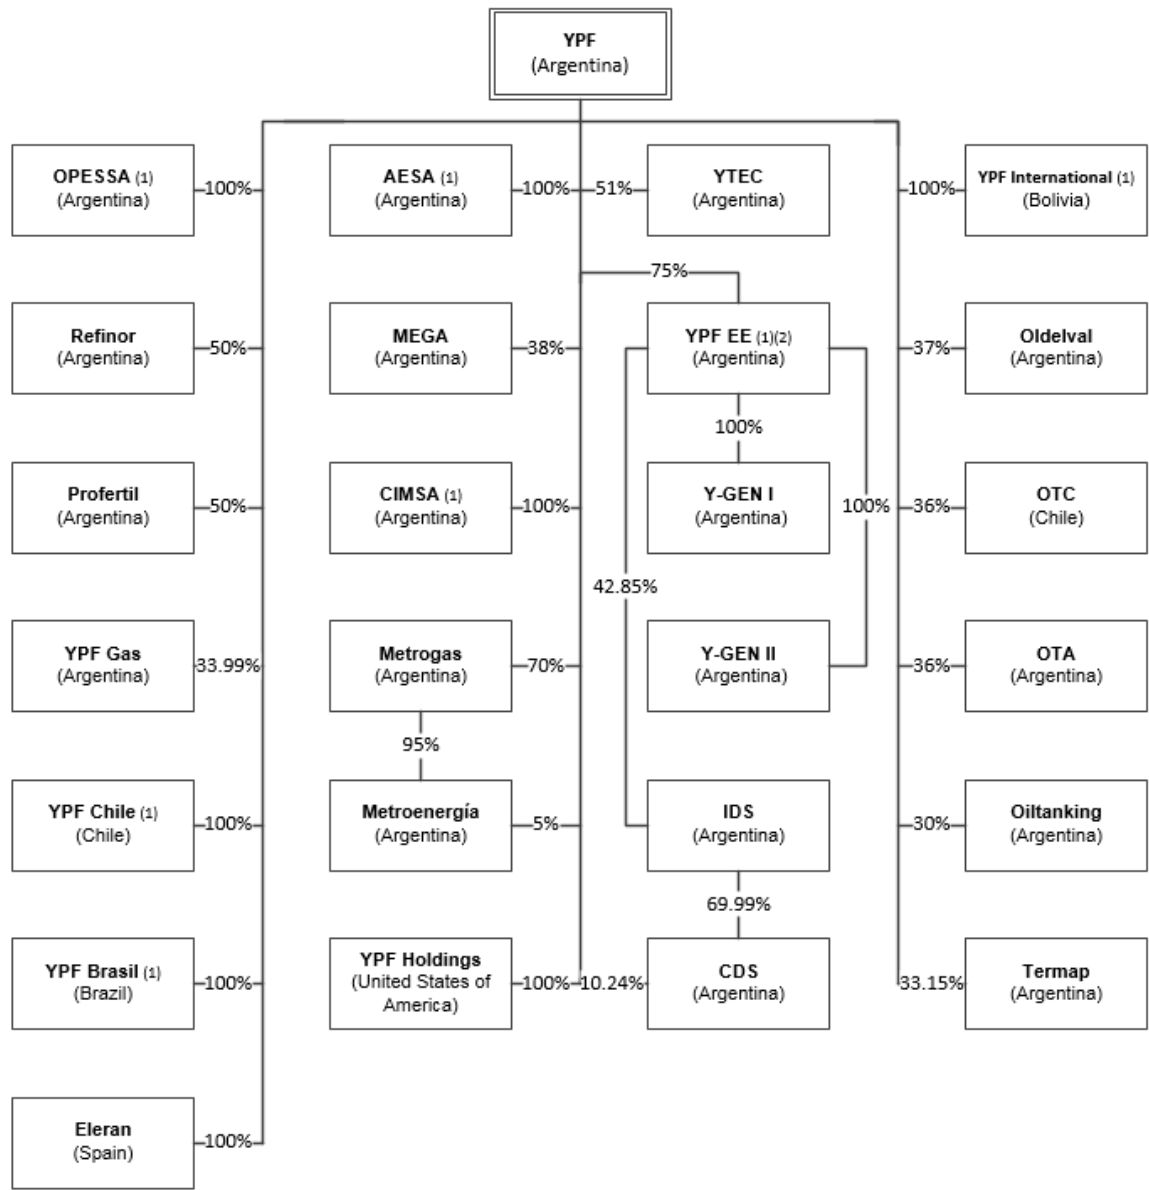 YPF
(Argentina)
OPESSA (1)
(Argentina)
100%
AESA (1)
(Argentina)
100%
51%
YTEC
(Argentina)
100%
YPF International (1)
(Bolivia)
75%
Refinor
(Argentina)
50%
MEGA
(Argentina)
38%
YPF EE (1)(2)
(Argentina)
37%
Oldelval
(Argentina)
100%
Profertil
(Argentina)
50%
CIMSA (1)
(Argentina)
100%
Y-GEN I
(Argentina)
100%
36%
OTC
(Chile)
42.85%
YPF Gas
(Argentina)
33.99%
Metrogas
(Argentina)
70%
Y-GEN II
(Argentina)
36%
OTA
(Argentina)
95%
YPF Chile (1)
(Chile)
100%
Metroenergía
(Argentina)
5%
IDS
(Argentina)
30%
Oiltanking
(Argentina)
69.99%
YPF Brasil (1)
(Brazil)
100%
YPF Holdings
(United States of
America)
100%
10.24%
CDS
(Argentina)
33.15%
Termap
(Argentina)
Eleran
(Spain)
100%